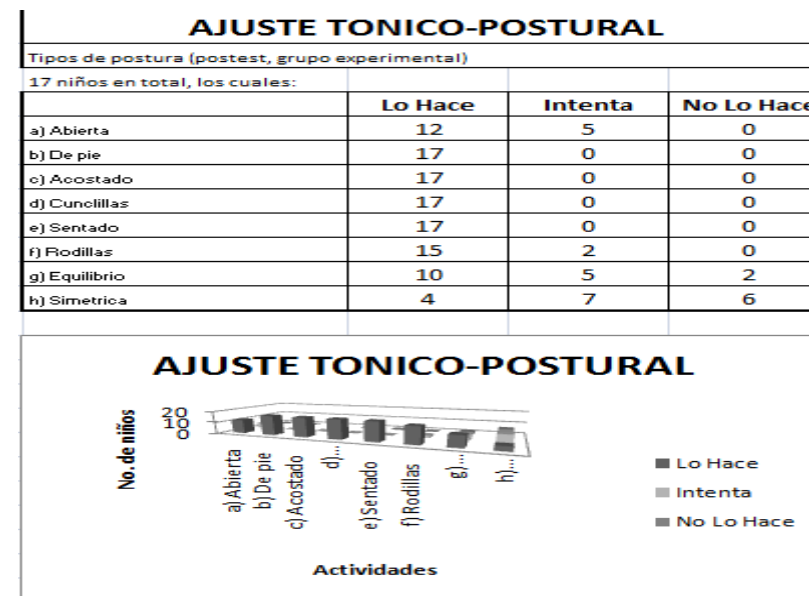 AJUSTE TONICO-POSTURAL
Tipos de postura (postest, grupo experimental)
17 niños en total, los cuales:
Lo Hace Intenta No Lo Hace
a) Abierta 12 5 0
b) De pie 17 0 0
c) Acostado 17 0 0
d) Cunclillas 17 0 0
e) Sentado 17 0 0
f) Rodillas 15 2 0
g) Equilibrio 10 5 2
h) Simetrica 4 7 6
AJUSTE TONICO-POSTURAL
No. de niños
20
10
0
a) Abierta
b) De pie
c) Acostado
d)...
e) Sentado
f) Rodillas
g)...
h)...
Lo Hace
Intenta
No Lo Hace
Actividades